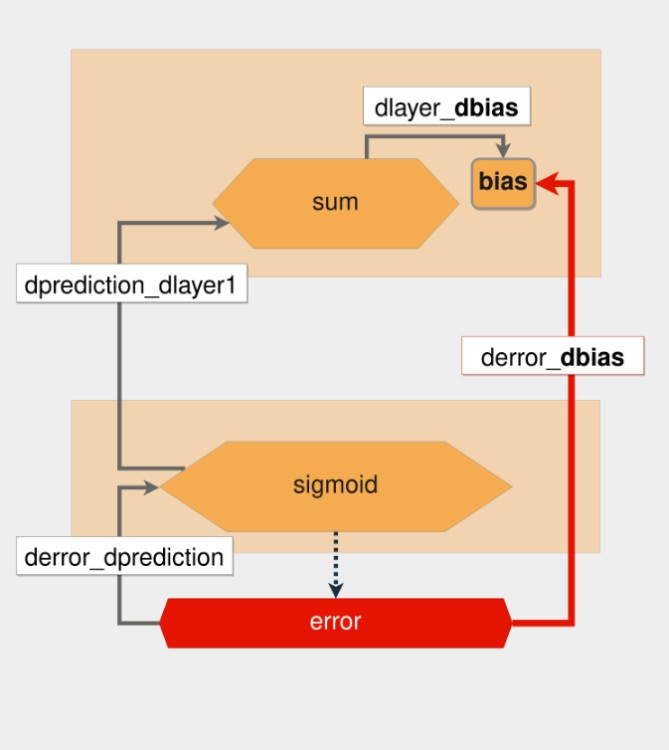 dlayer_dbias
sum
bias
dprediction_dlayer1
derror_dbias
sigmoid
derror_dprediction
error